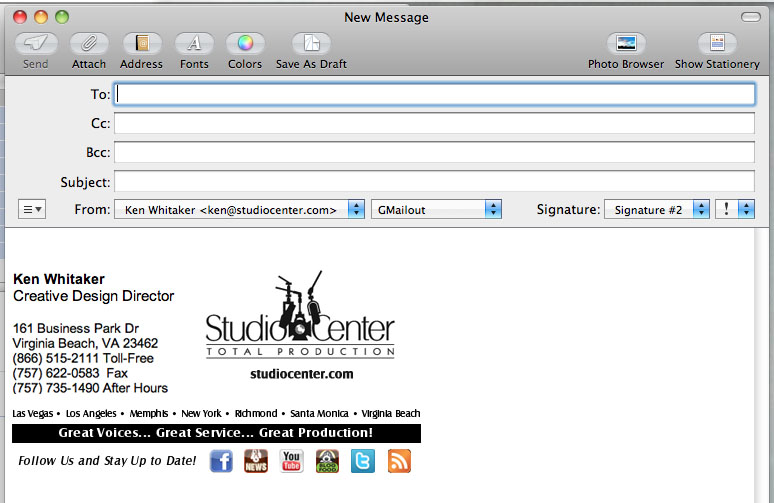 New Message
Send Attach Address Fonts Colors Save As Draft Photo Browser Show Stationery
To:
Cc:
Bcc:
Subject:
From: Ken Whitaker <ken@studiocenter.com> GMailout Signature: Signature #2 !
Ken Whitaker
Creative Design Director
161 Business Park Dr
Virginia Beach, VA 23462
(866) 515-2111 Toll-Free
(757) 622-0583 Fax
(757) 735-1490 After Hours
Studio Center
TOTAL PRODUCTION
studiocenter.com
Las Vegas • Los Angeles • Memphis • New York • Richmond • Santa Monica • Virginia Beach
Great Voices... Great Service... Great Production!
Follow Us and Stay Up to Date! f NEWS You Tube BLOG FOOD t